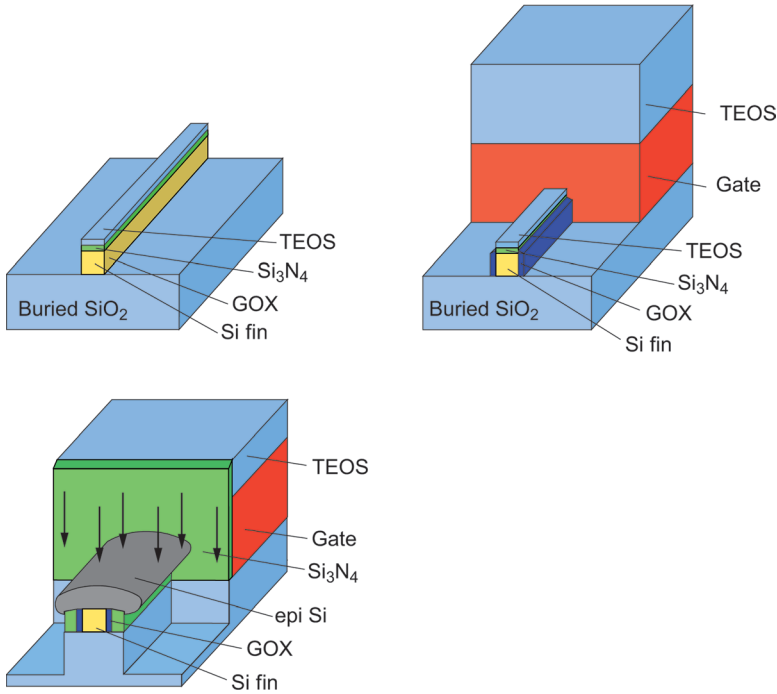 TEOS
Si₃N₄
GOX
Buried SiO₂
Si fin
TEOS
Gate
TEOS
Si₃N₄
GOX
Buried SiO₂
Si fin
TEOS
Gate
Si₃N₄
epi Si
GOX
Si fin